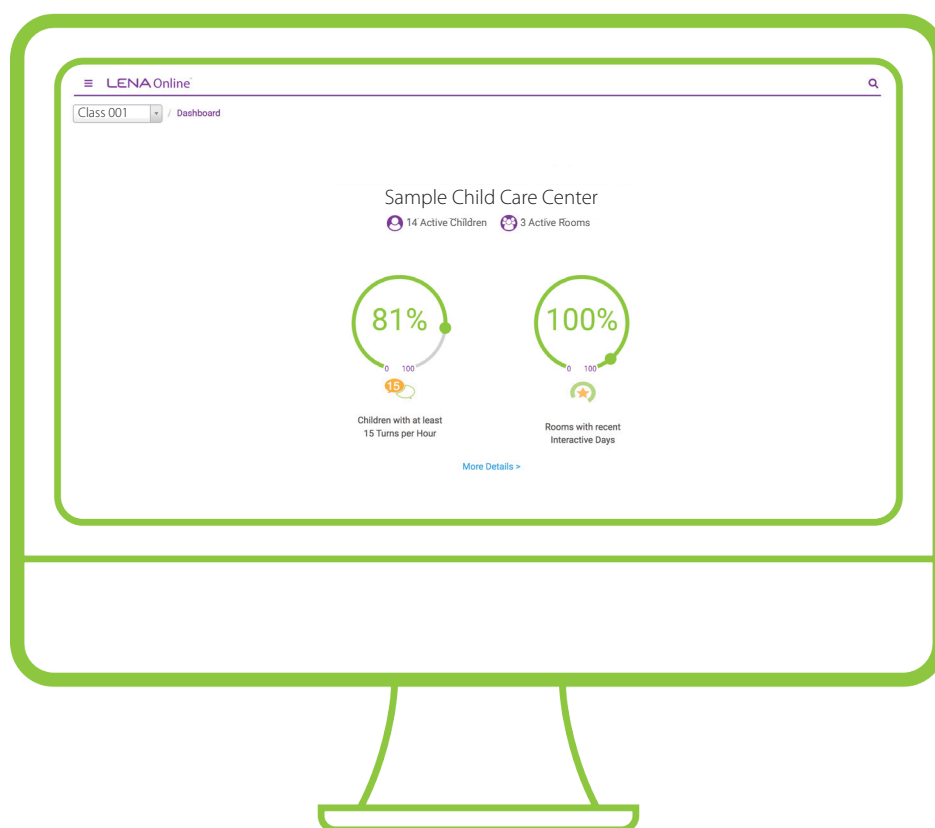 LENA Online
Class 001 / Dashboard
Sample Child Care Center
14 Active Children 3 Active Rooms
81% 100%
0 100 0 100
15
Children with at least
15 Turns per Hour
Rooms with recent
Interactive Days
More Details >